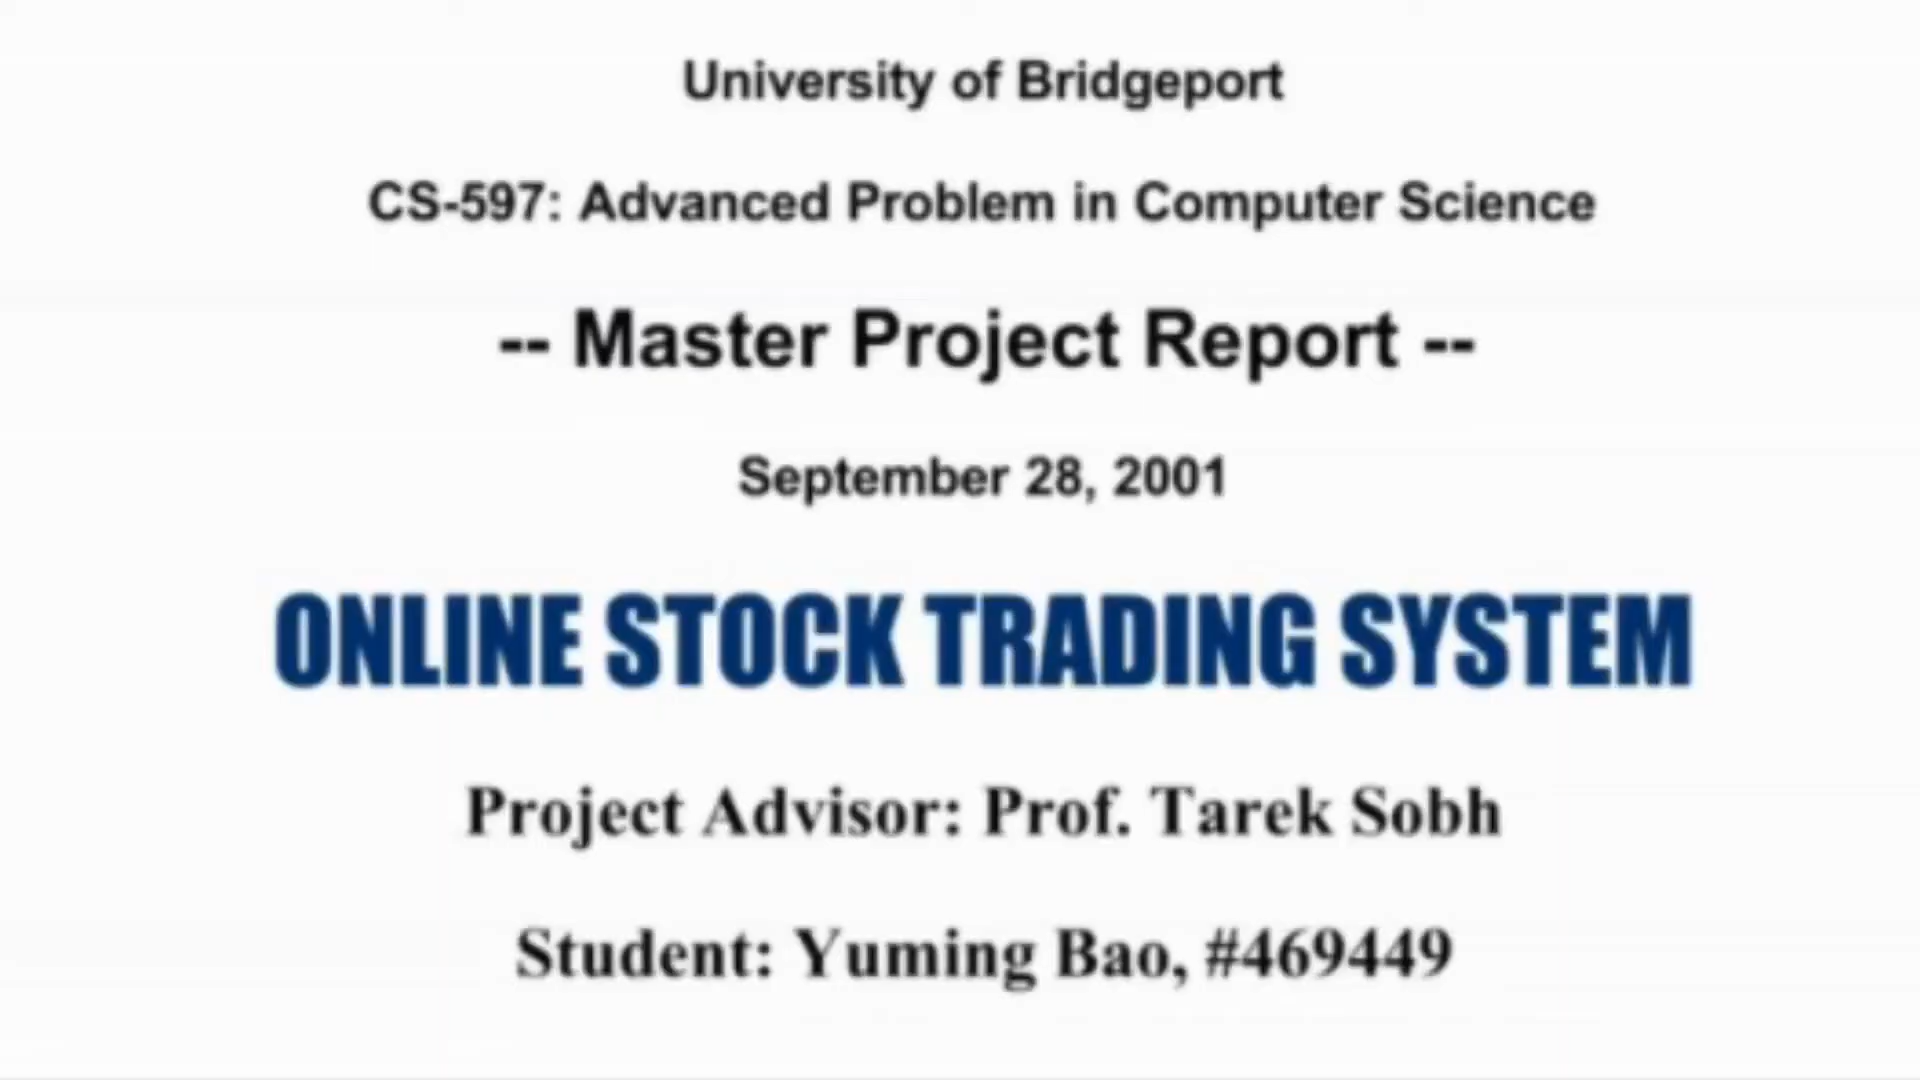 University of Bridgeport
CS-597: Advanced Problem in Computer Science
-- Master Project Report --
September 28, 2001
ONLINE STOCK TRADING SYSTEM
Project Advisor: Prof. Tarek Sobh
Student: Yuming Bao, #469449